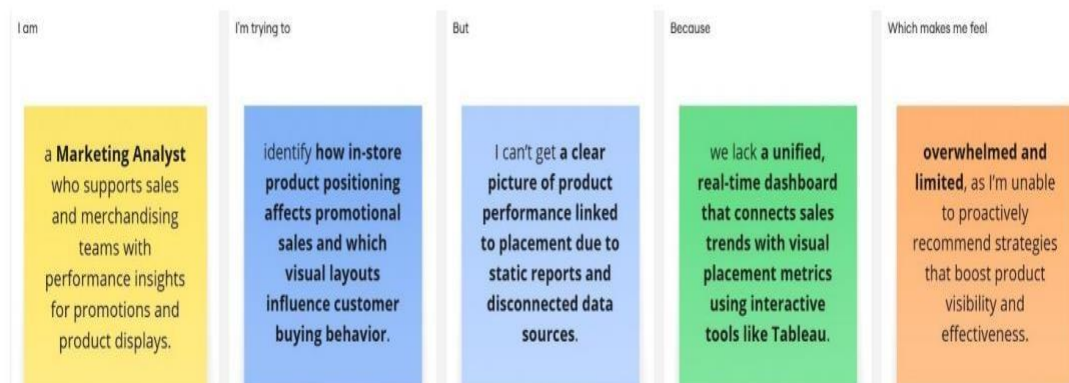 I am
a Marketing Analyst
who supports sales
and merchandising
teams with
performance insights
for promotions and
product displays.
I'm trying to
identify how in-store
product positioning
affects promotional
sales and which
visual layouts
influence customer
buying behavior.
But
I can't get a clear
picture of product
performance linked
to placement due to
static reports and
disconnected data
sources.
Because
we lack a unified,
real-time dashboard
that connects sales
trends with visual
placement metrics
using interactive
tools like Tableau.
Which makes me feel
overwhelmed and
limited, as I'm unable
to proactively
recommend strategies
that boost product
visibility and
effectiveness.